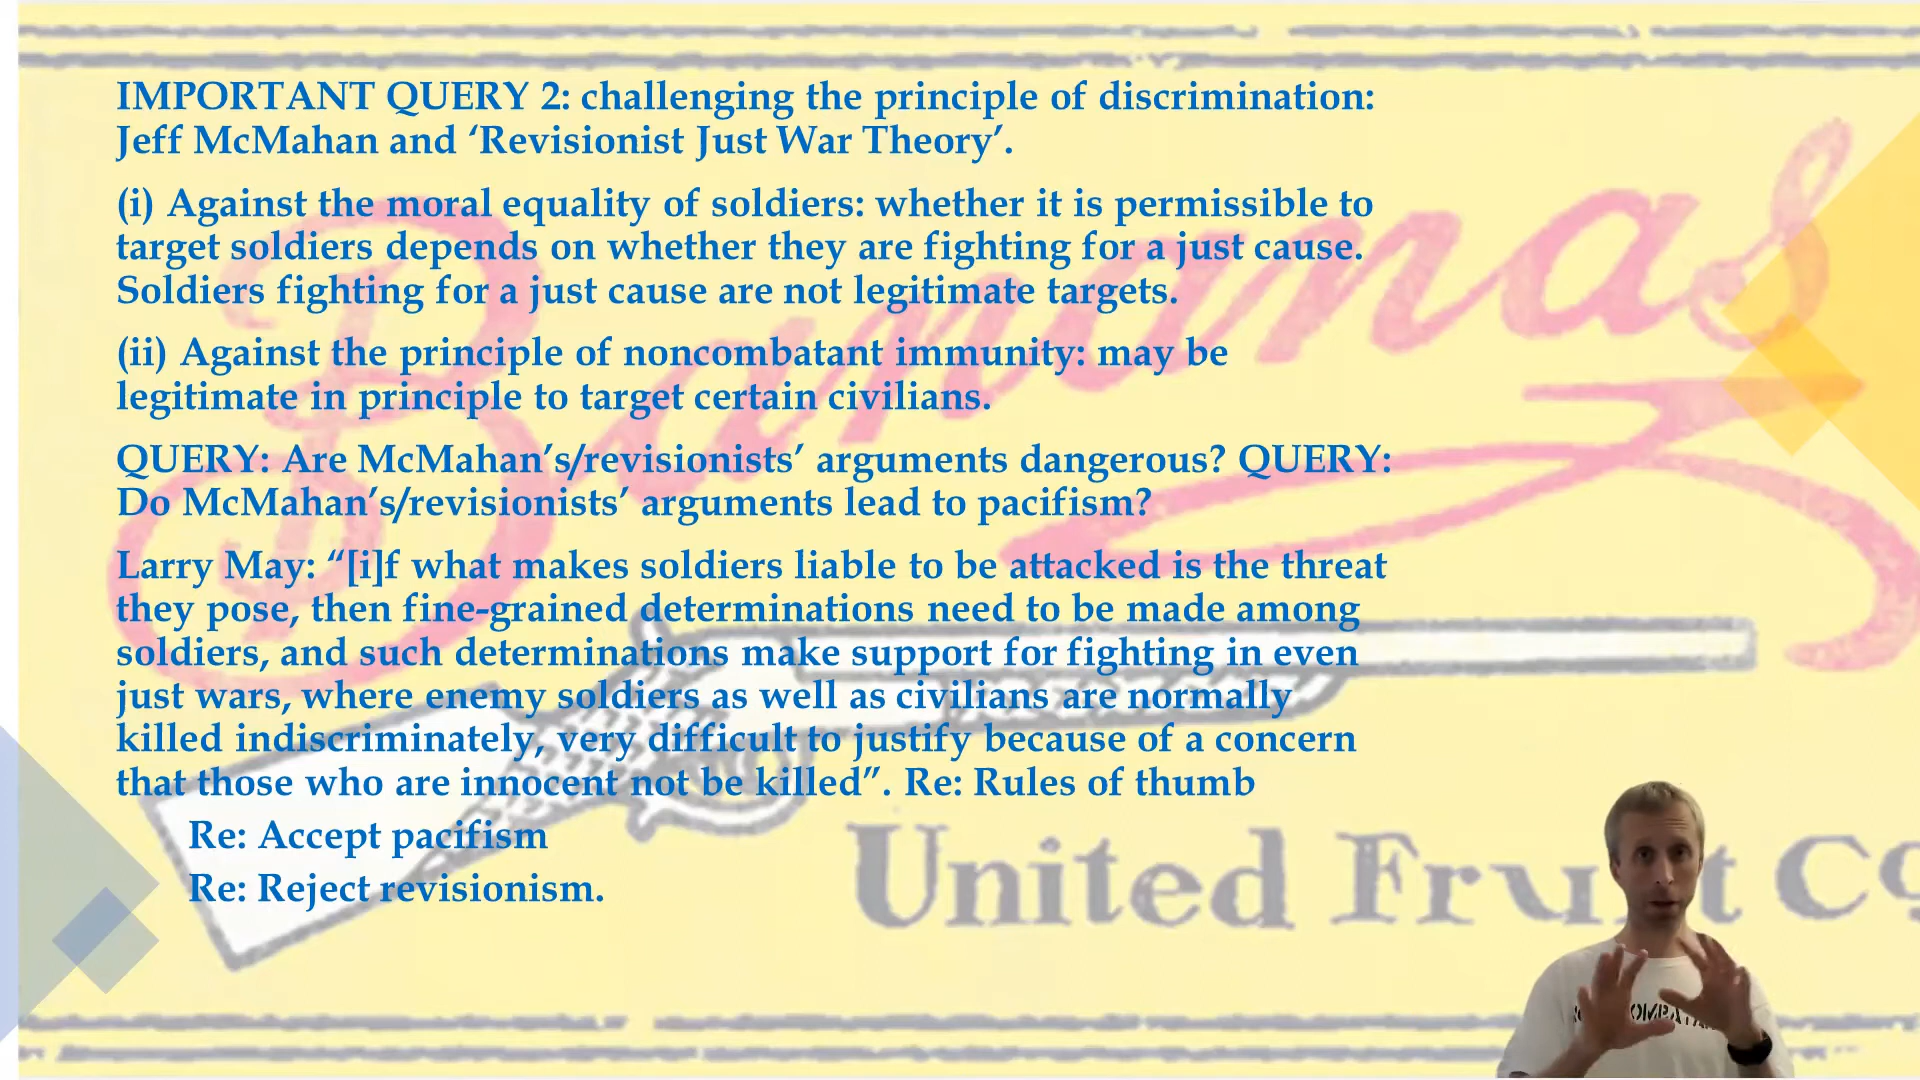 IMPORTANT QUERY 2: challenging the principle of discrimination:
Jeff McMahan and ‘Revisionist Just War Theory’.
(i) Against the moral equality of soldiers: whether it is permissible to
target soldiers depends on whether they are fighting for a just cause.
Soldiers fighting for a just cause are not legitimate targets.
(ii) Against the principle of noncombatant immunity: may be
legitimate in principle to target certain civilians.
QUERY: Are McMahan’s/revisionists’ arguments dangerous? QUERY:
Do McMahan’s/revisionists’ arguments lead to pacifism?
Larry May: “[i]f what makes soldiers liable to be attacked is the threat
they pose, then fine-grained determinations need to be made among
soldiers, and such determinations make support for fighting in even
just wars, where enemy soldiers as well as civilians are normally
killed indiscriminately, very difficult to justify because of a concern
that those who are innocent not be killed”. Re: Rules of thumb
Re: Accept pacifism
Re: Reject revisionism.
Bananas
United Fruit Co